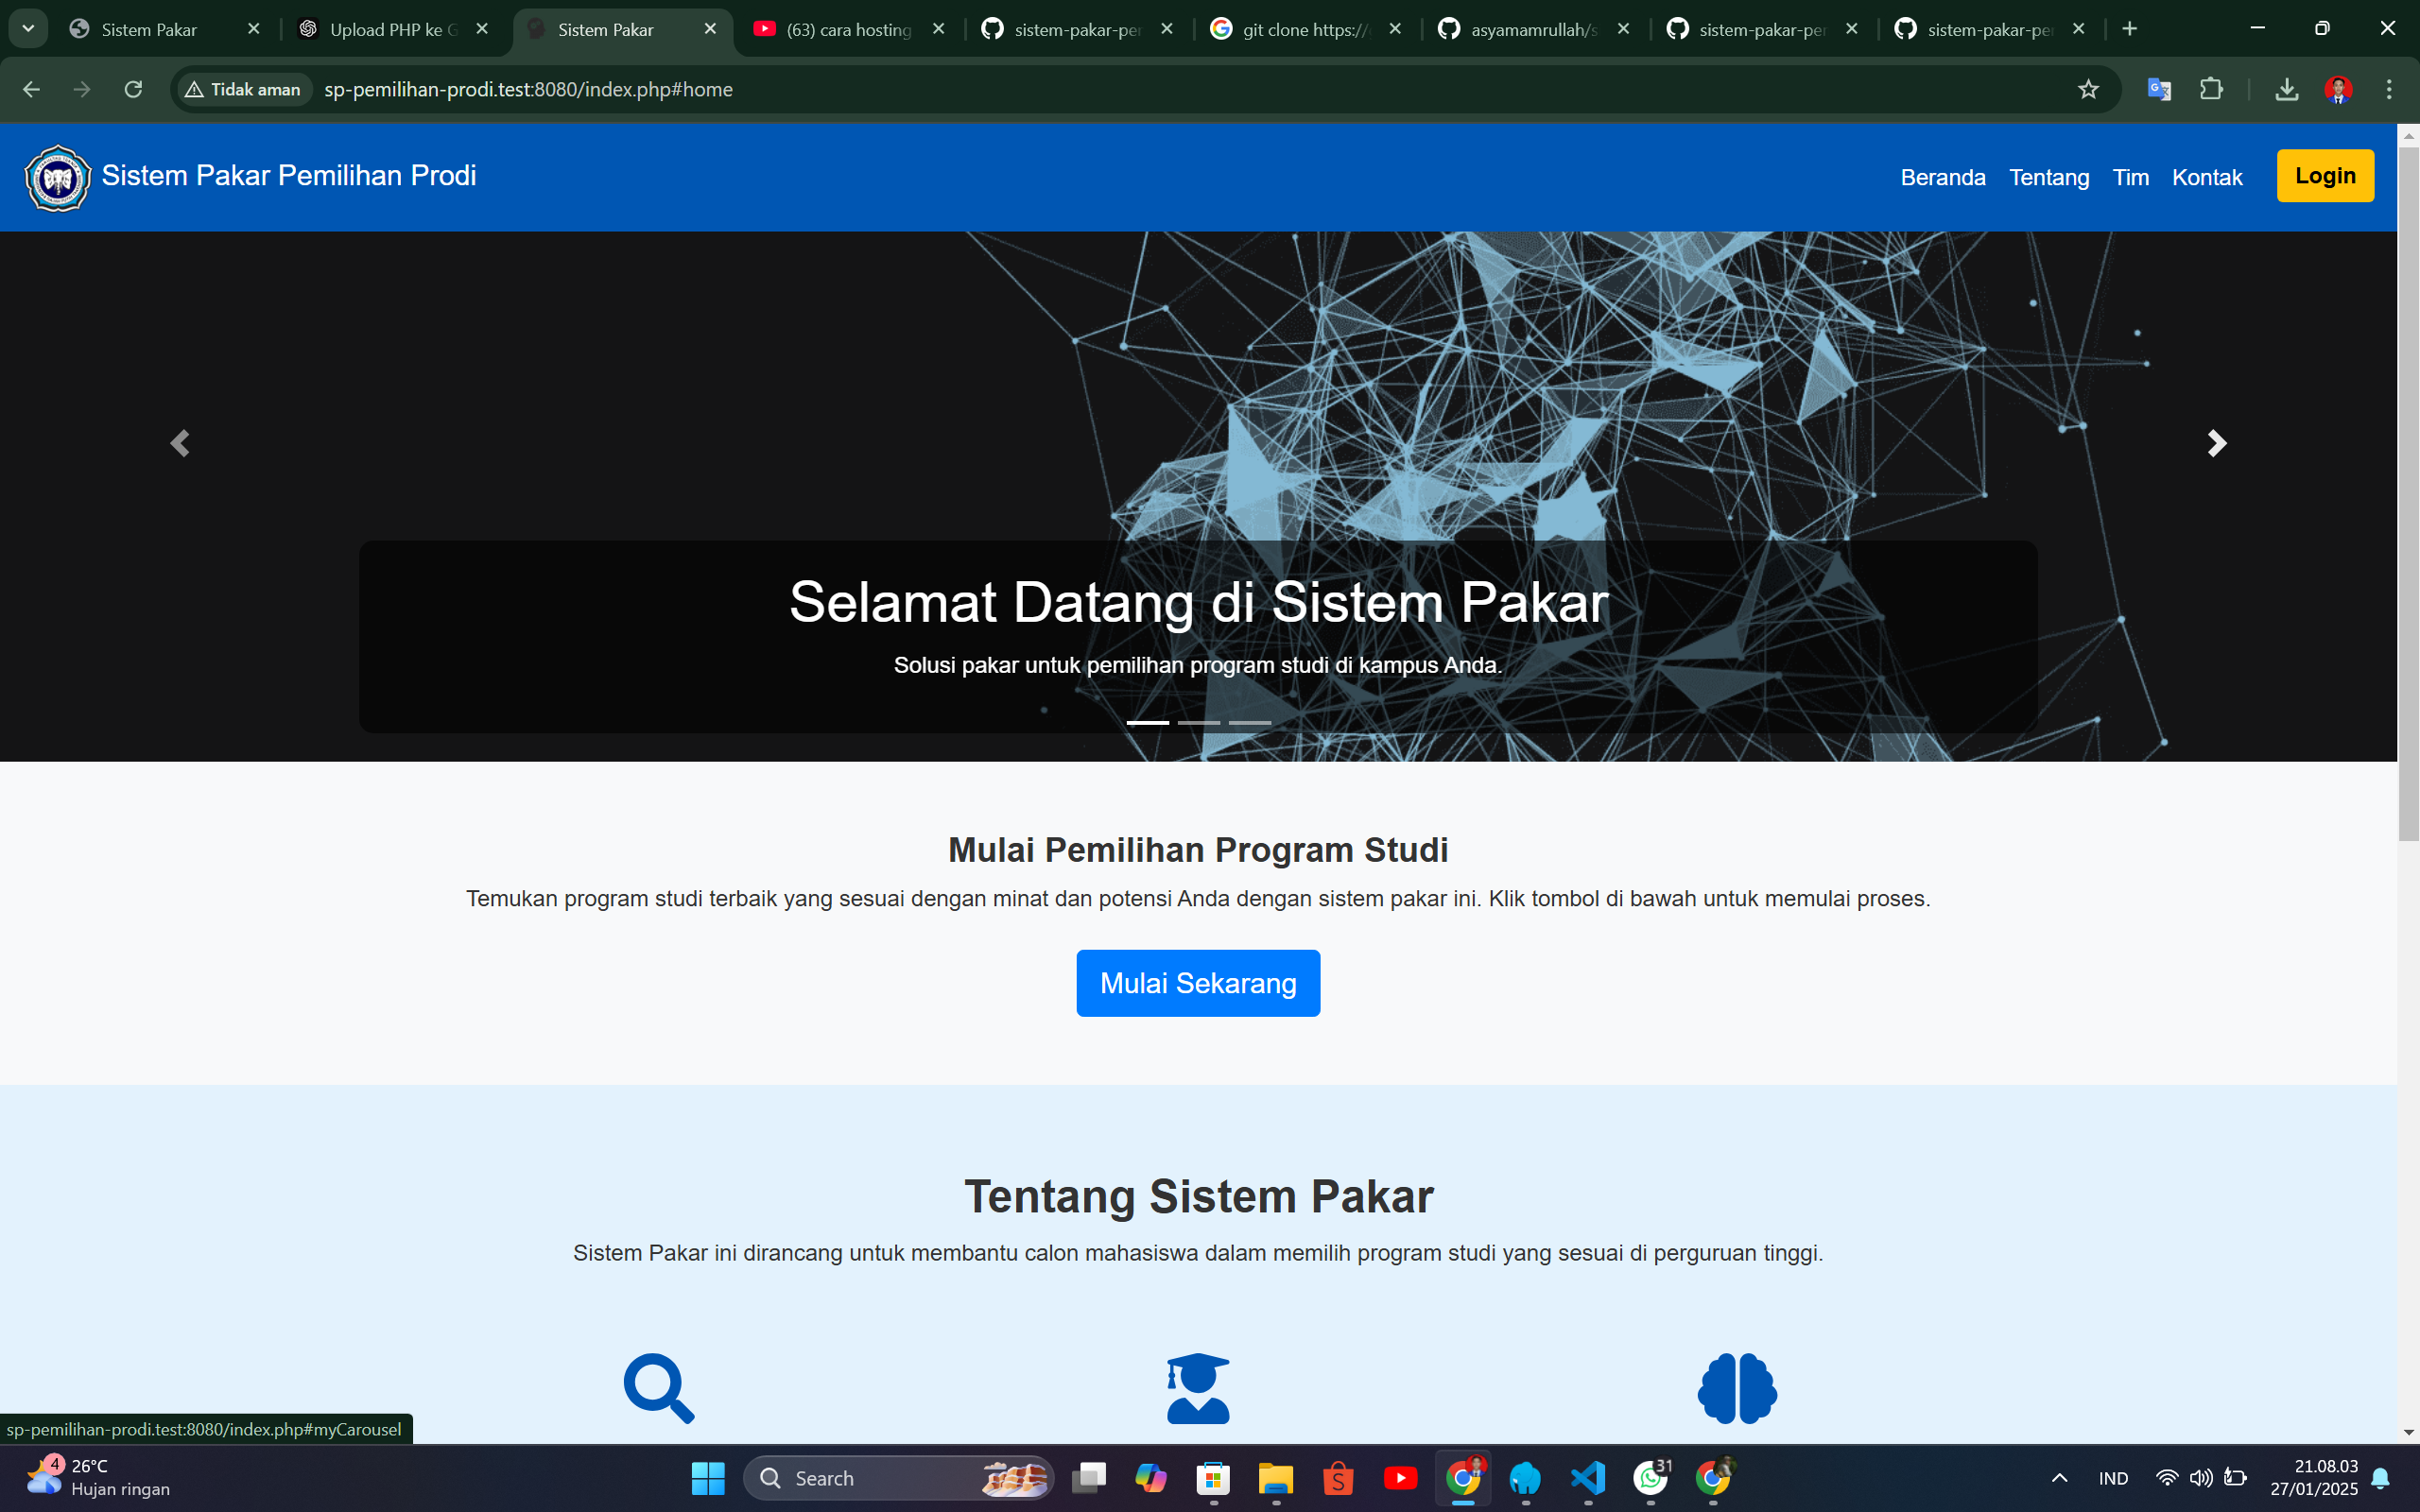 Sistem Pakar
Upload PHP ke G
Sistem Pakar
(63) cara hosting
sistem-pakar-per
git clone https://
asyamamrullah/s
sistem-pakar-per
sistem-pakar-per
Tidak aman
sp-pemilihan-prodi.test:8080/index.php#home
Sistem Pakar Pemilihan Prodi
Beranda
Tentang
Tim
Kontak
Login
Selamat Datang di Sistem Pakar
Solusi pakar untuk pemilihan program studi di kampus Anda.
Mulai Pemilihan Program Studi
Temukan program studi terbaik yang sesuai dengan minat dan potensi Anda dengan sistem pakar ini. Klik tombol di bawah untuk memulai proses.
Mulai Sekarang
Tentang Sistem Pakar
Sistem Pakar ini dirancang untuk membantu calon mahasiswa dalam memilih program studi yang sesuai di perguruan tinggi.
sp-pemilihan-prodi.test:8080/index.php#myCarousel
4
26°C
Hujan ringan
Search
31
IND
21.08.03
27/01/2025